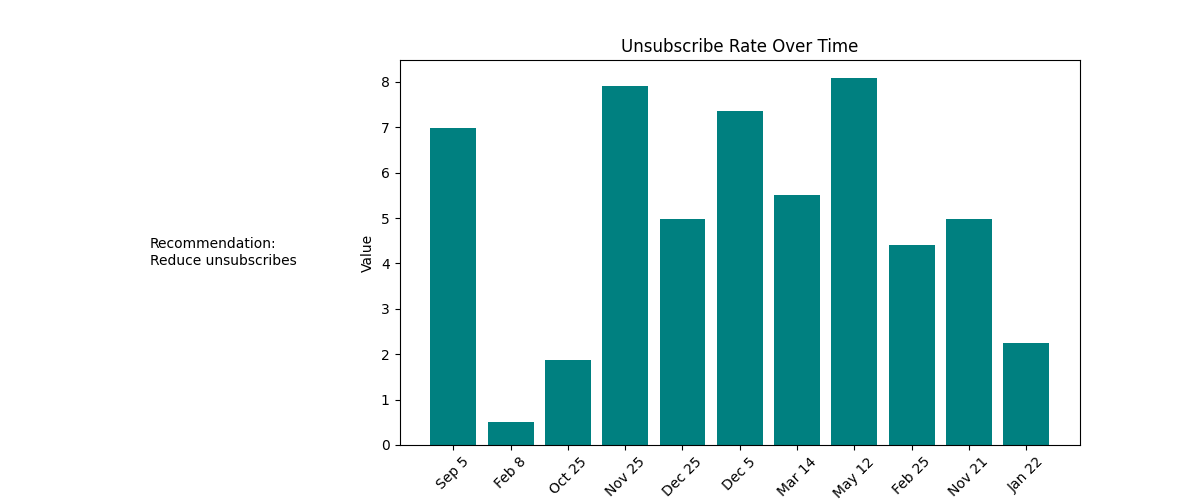 Unsubscribe Rate Over Time
Recommendation:
Reduce unsubscribes
Value
8
7
6
5
4
3
2
1
0
Sep 5
Feb 8
Oct 25
Nov 25
Dec 25
Dec 5
Mar 14
May 12
Feb 25
Nov 21
Jan 22